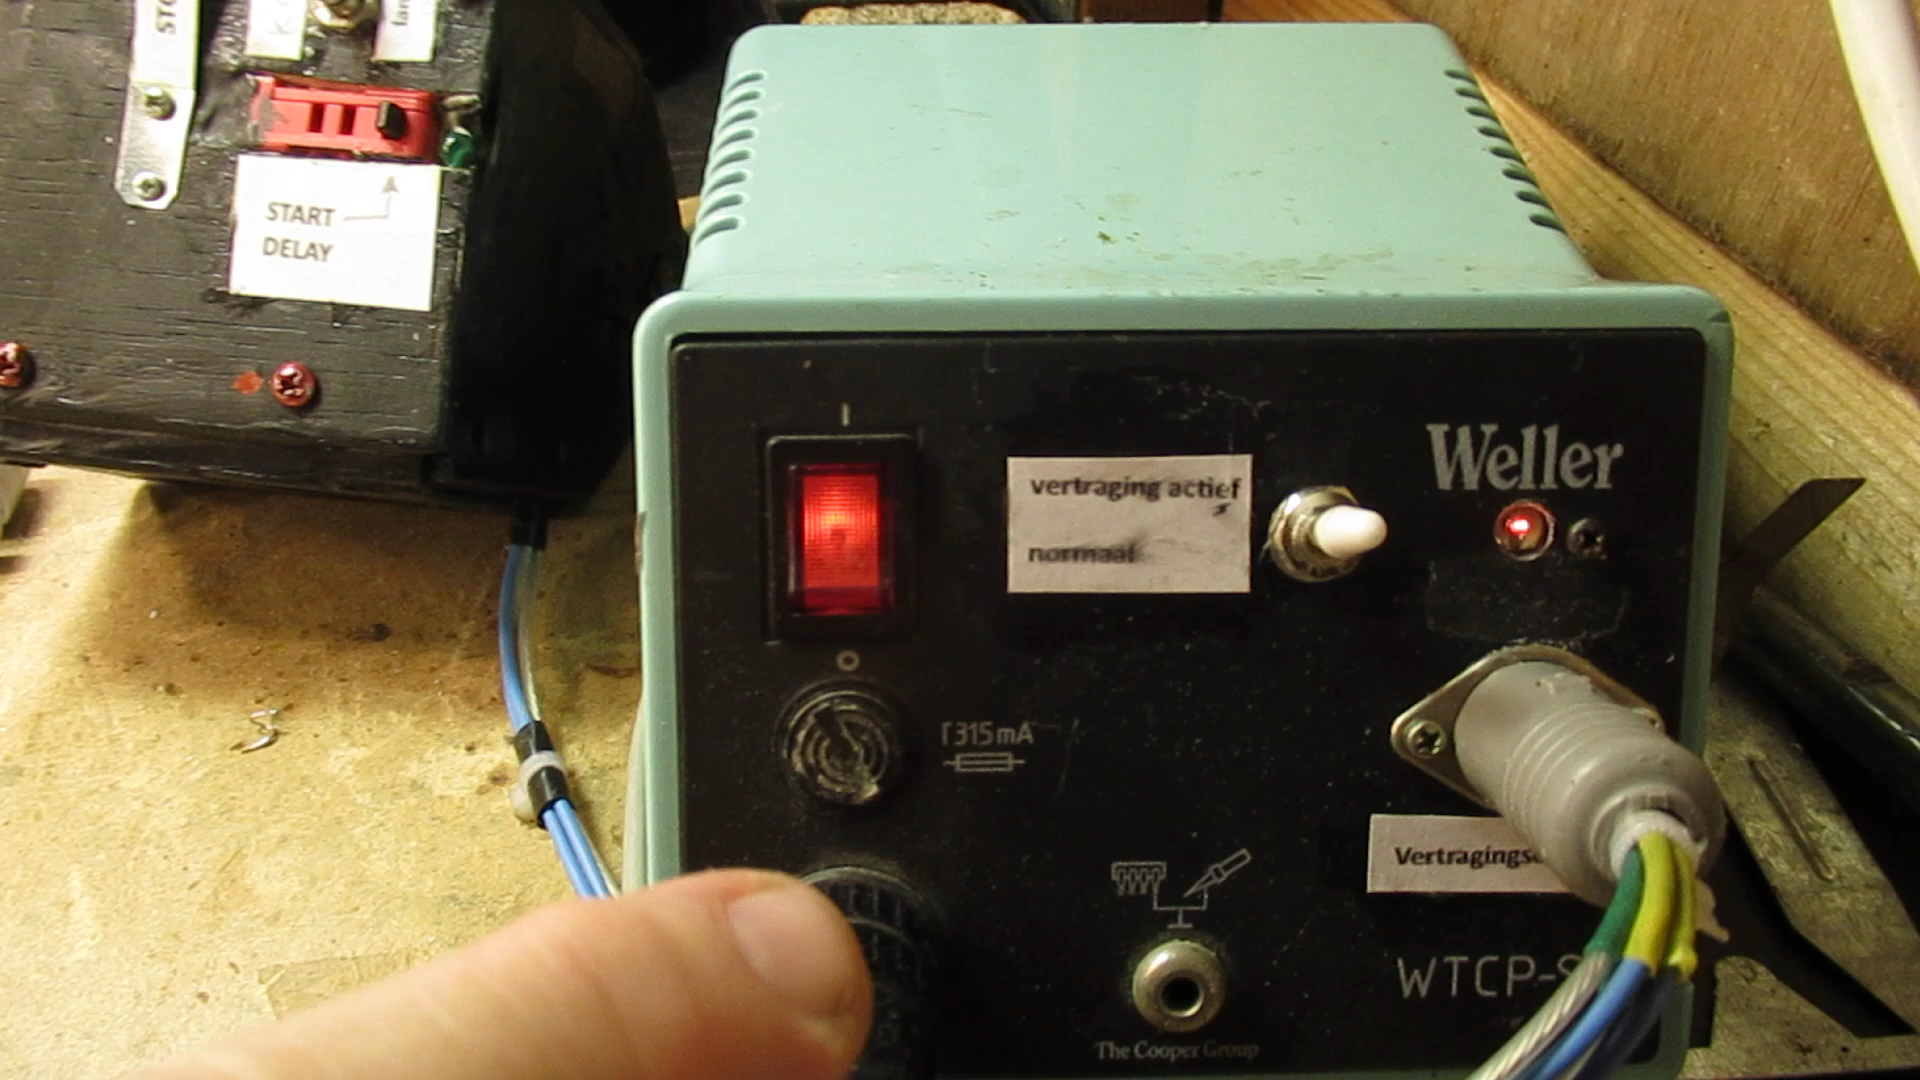 START
DELAY
I
vertraging actief
normaal
Weller
O
T315mA
WTCP-S
The Cooper Group